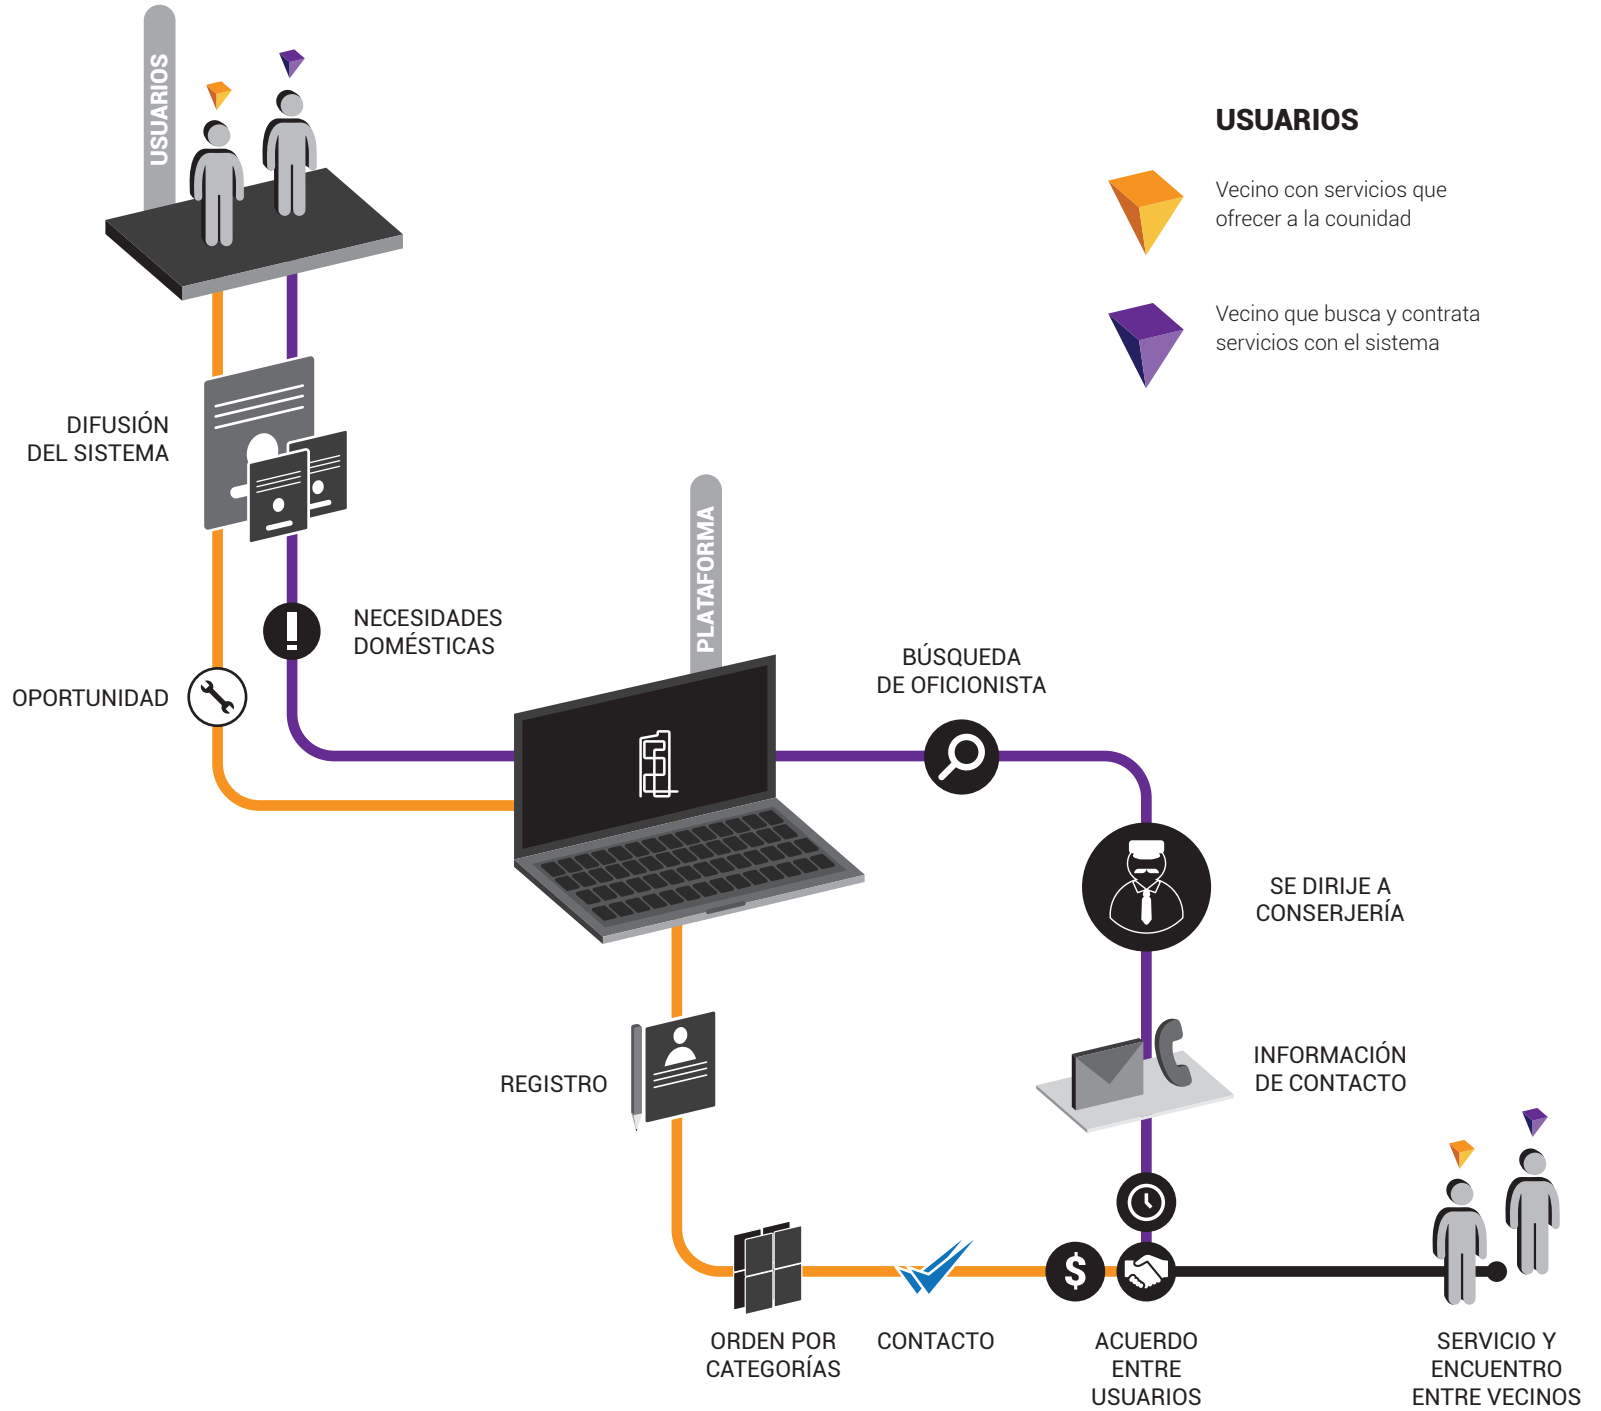 USUARIOS
USUARIOS
Vecino con servicios que
ofrecer a la counidad
Vecino que busca y contrata
servicios con el sistema
DIFUSIÓN
DEL SISTEMA
NECESIDADES
DOMÉSTICAS
OPORTUNIDAD
PLATAFORMA
BÚSQUEDA
DE OFICIONISTA
SE DIRIJE A
CONSERJERÍA
INFORMACIÓN
DE CONTACTO
REGISTRO
$
ORDEN POR
CATEGORÍAS
CONTACTO
ACUERDO
ENTRE
USUARIOS
SERVICIO Y
ENCUENTRO
ENTRE VECINOS